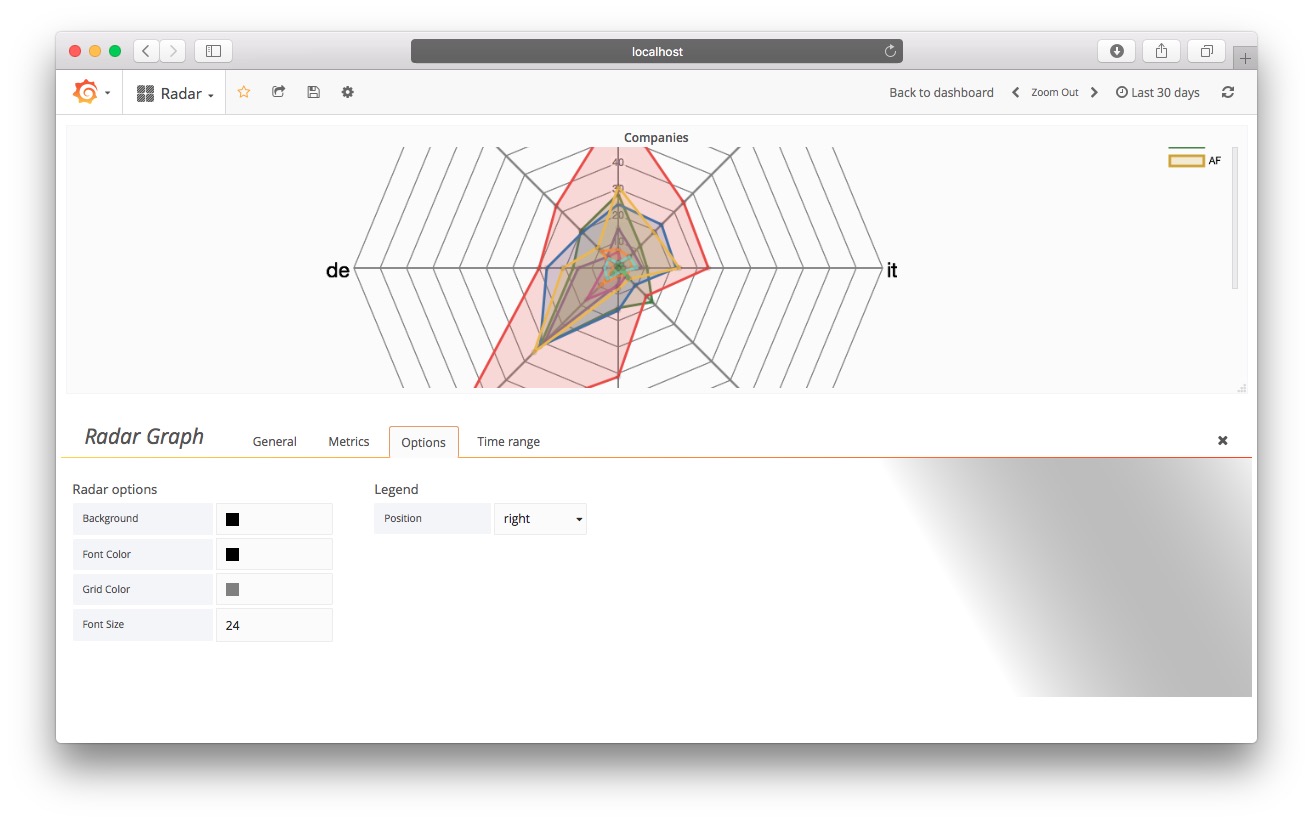 localhost
Radar
Back to dashboard
Zoom Out
Last 30 days
Companies
40
30
20
de
it
AF
Radar Graph
General
Metrics
Options
Time range
Radar options
Legend
Background
Position
right
Font Color
Grid Color
Font Size
24